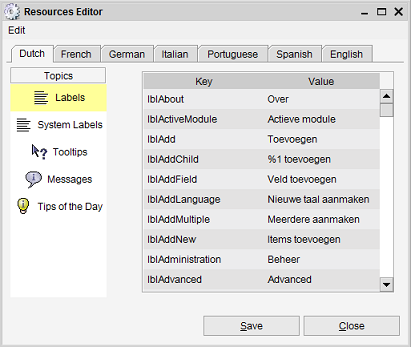 Resources Editor
Edit
Dutch French German Italian Portuguese Spanish English
Topics
Labels
System Labels
Tooltips
Messages
Tips of the Day
Key Value
lblAbout Over
lblActiveModule Actieve module
lblAdd Toevoegen
lblAddChild %1 toevoegen
lblAddField Veld toevoegen
lblAddLanguage Nieuwe taal aanmaken
lblAddMultiple Meerdere aanmaken
lblAddNew Items toevoegen
lblAdministration Beheer
lblAdvanced Advanced
Save Close